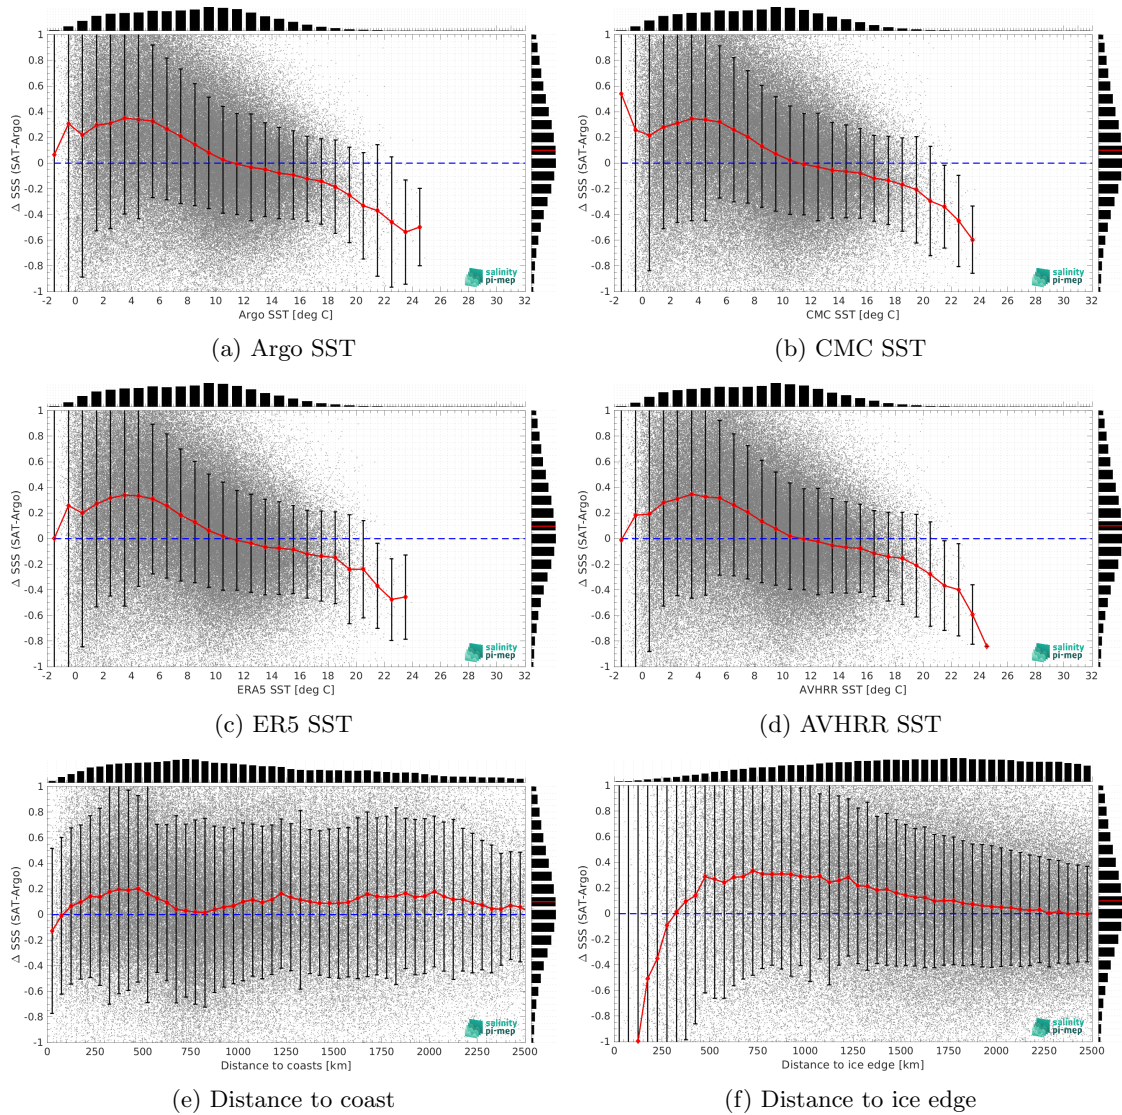 1
0.8
0.6
0.4
0.2
0
-0.2
-0.4
-0.6
-0.8
-1
Δ SSS (SAT-Argo)
salinity
pi-mep
-2 0 2 4 6 8 10 12 14 16 18 20 22 24 26 28 30 32
Argo SST [deg C]
(a) Argo SST
1
0.8
0.6
0.4
0.2
0
-0.2
-0.4
-0.6
-0.8
-1
Δ SSS (SAT-Argo)
salinity
pi-mep
-2 0 2 4 6 8 10 12 14 16 18 20 22 24 26 28 30 32
CMC SST [deg C]
(b) CMC SST
1
0.8
0.6
0.4
0.2
0
-0.2
-0.4
-0.6
-0.8
-1
Δ SSS (SAT-Argo)
salinity
pi-mep
-2 0 2 4 6 8 10 12 14 16 18 20 22 24 26 28 30 32
ERA5 SST [deg C]
(c) ER5 SST
1
0.8
0.6
0.4
0.2
0
-0.2
-0.4
-0.6
-0.8
-1
Δ SSS (SAT-Argo)
salinity
pi-mep
-2 0 2 4 6 8 10 12 14 16 18 20 22 24 26 28 30 32
AVHRR SST [deg C]
(d) AVHRR SST
1
0.8
0.6
0.4
0.2
0
-0.2
-0.4
-0.6
-0.8
-1
Δ SSS (SAT-Argo)
salinity
pi-mep
0 250 500 750 1000 1250 1500 1750 2000 2250 2500
Distance to coasts [km]
(e) Distance to coast
1
0.8
0.6
0.4
0.2
0
-0.2
-0.4
-0.6
-0.8
-1
Δ SSS (SAT-Argo)
salinity
pi-mep
0 250 500 750 1000 1250 1500 1750 2000 2250 2500
Distance to ice edge [km]
(f) Distance to ice edge